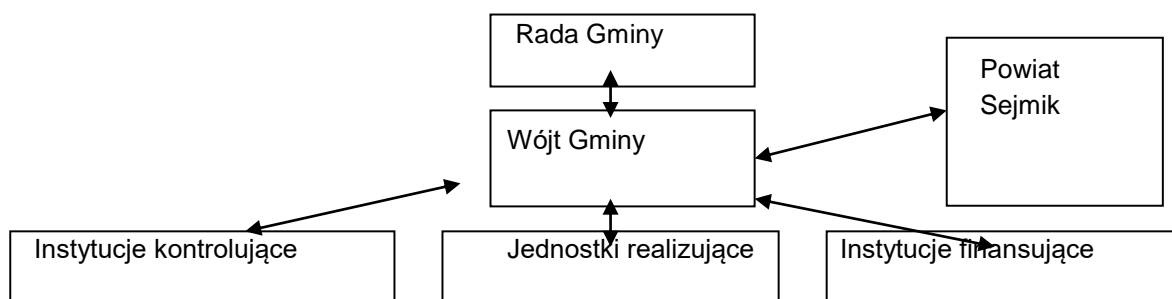 Rada Gminy
Powiat
Sejmik
Wójt Gminy
Instytucje kontrolujące
Jednostki realizujące
Instytucje finansujące